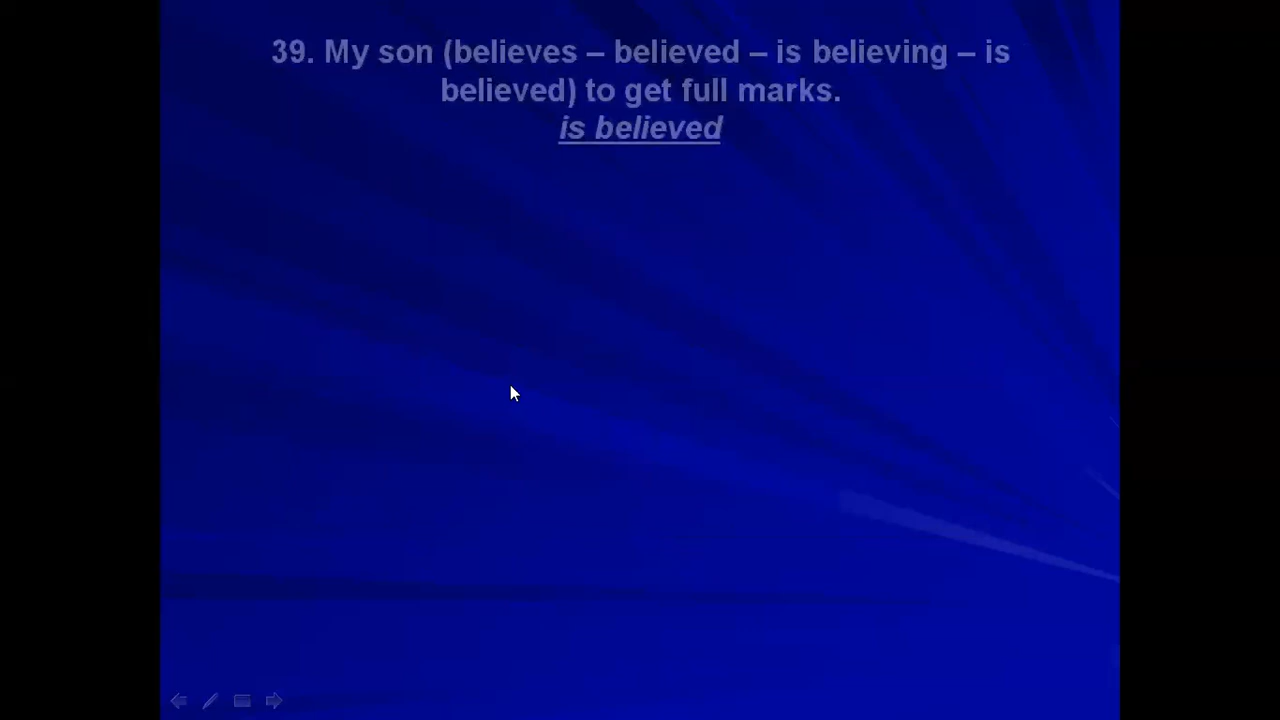 39. My son (believes – believed – is believing – is
believed) to get full marks.
is believed